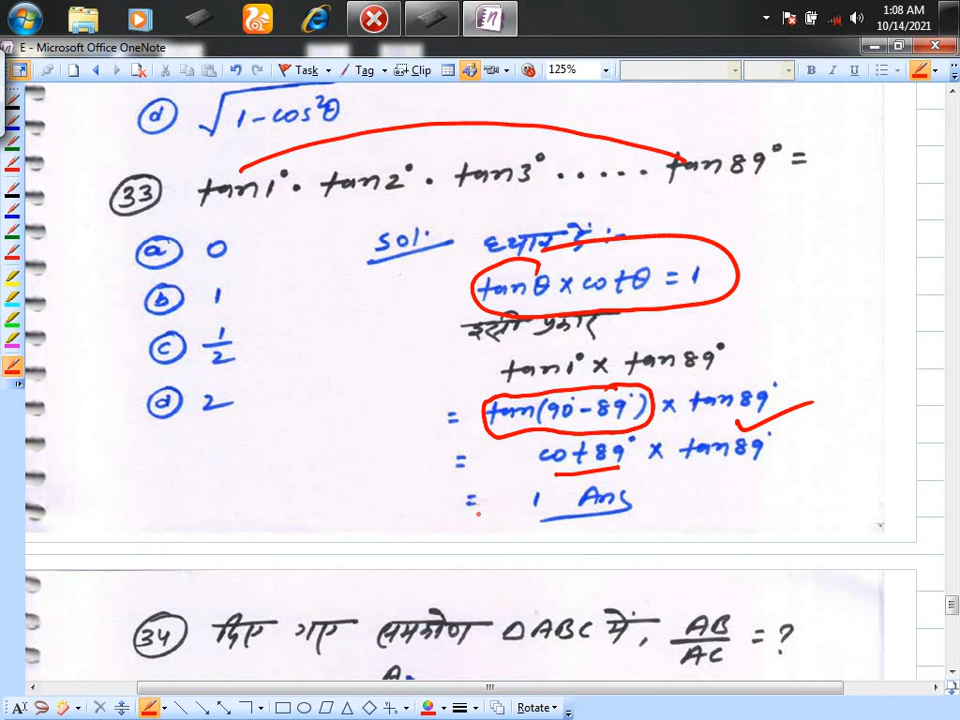 1:08 AM
10/14/2021
E - Microsoft Office OneNote
Task Tag Clip 125% B I U
(d) √1-cos²θ
(33) tan1°. tan2°. tan3° ..... tan89° =
(a) 0
(b) 1
(c) 1/2
(d) 2
Sol. ध्यान दें :-
tanθ × cotθ = 1
इसी प्रकार
tan1° × tan89°
= tan(90°-89°) × tan89°
= cot89° × tan89°
= 1 Ans
(34) दिए गए समकोण ΔABC में, AB/AC = ?
A
Rotate